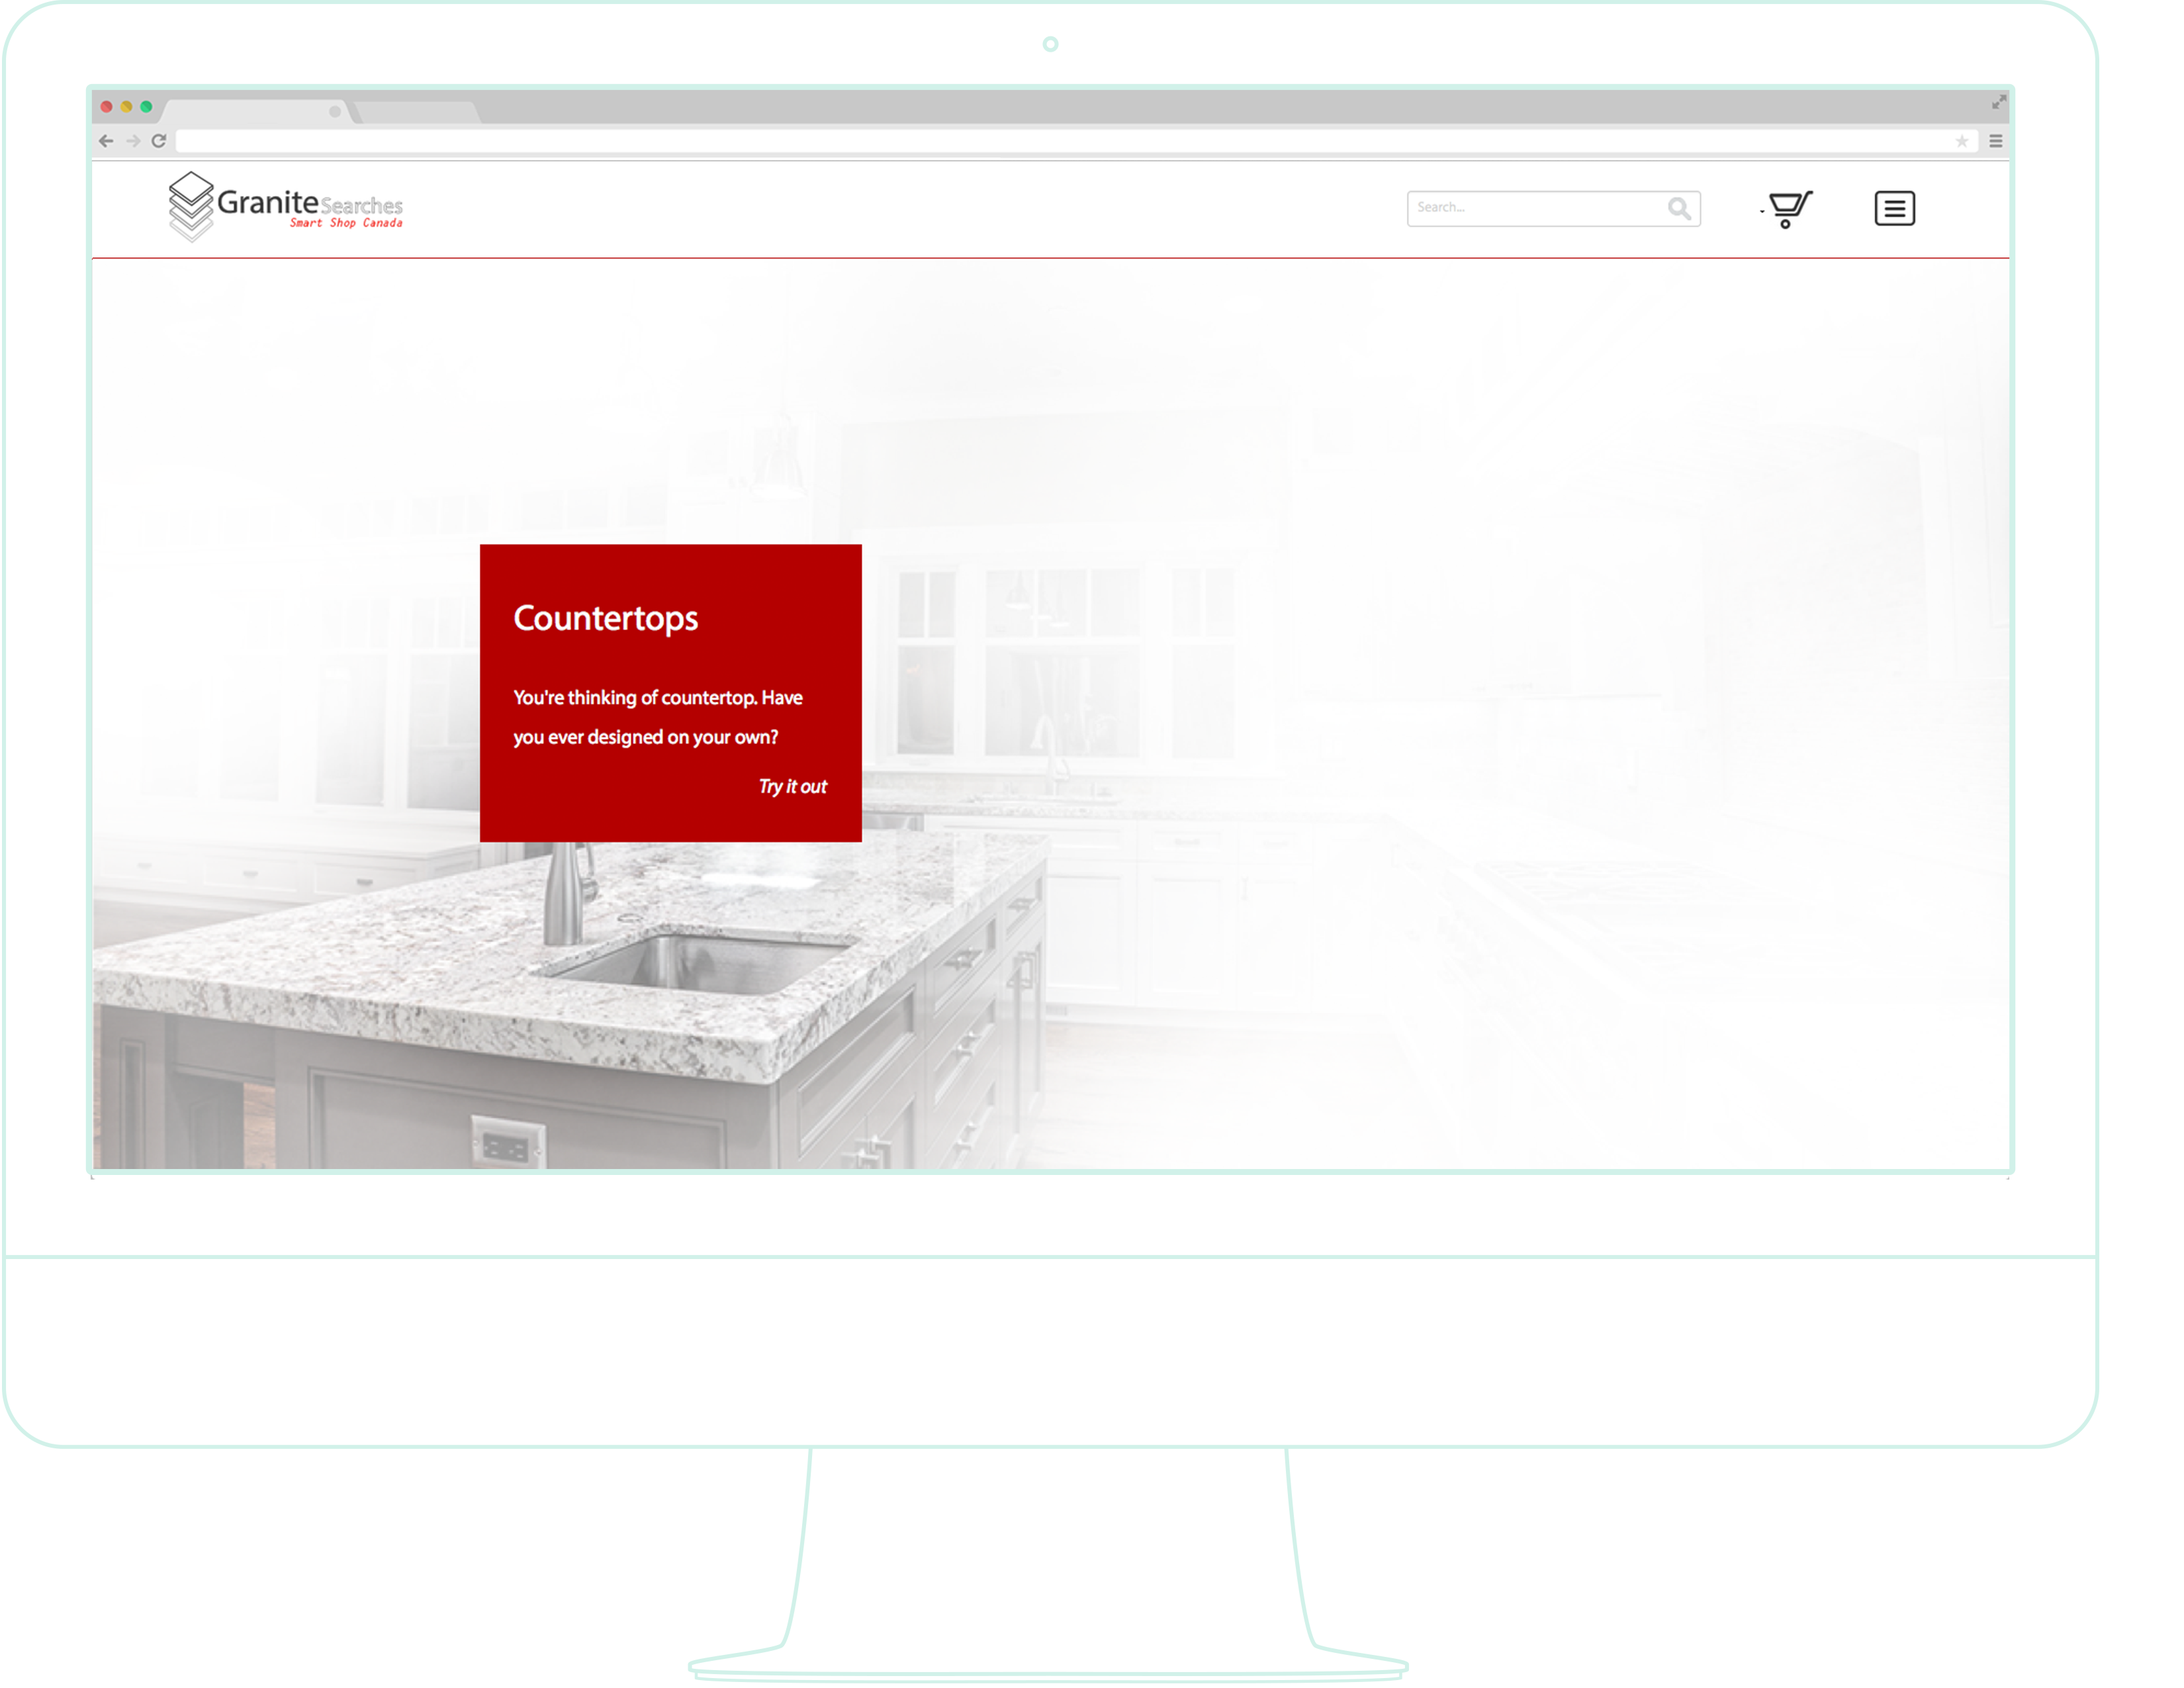 GraniteSearches
Smart Shop Canada
Search...
Countertops
You're thinking of countertop. Have
you ever designed on your own?
Try it out